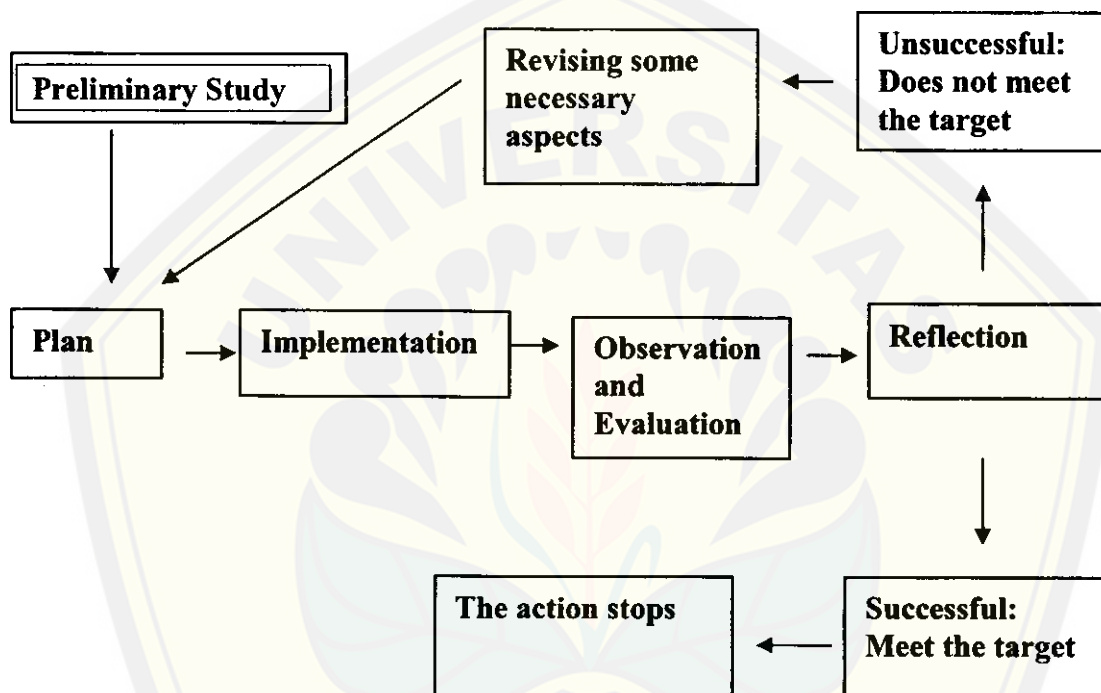 Preliminary Study
Revising some
necessary
aspects
Unsuccessful:
Does not meet
the target
Plan
Implementation
Observation
and
Evaluation
Reflection
The action stops
Successful:
Meet the target
UNIVERSITAS